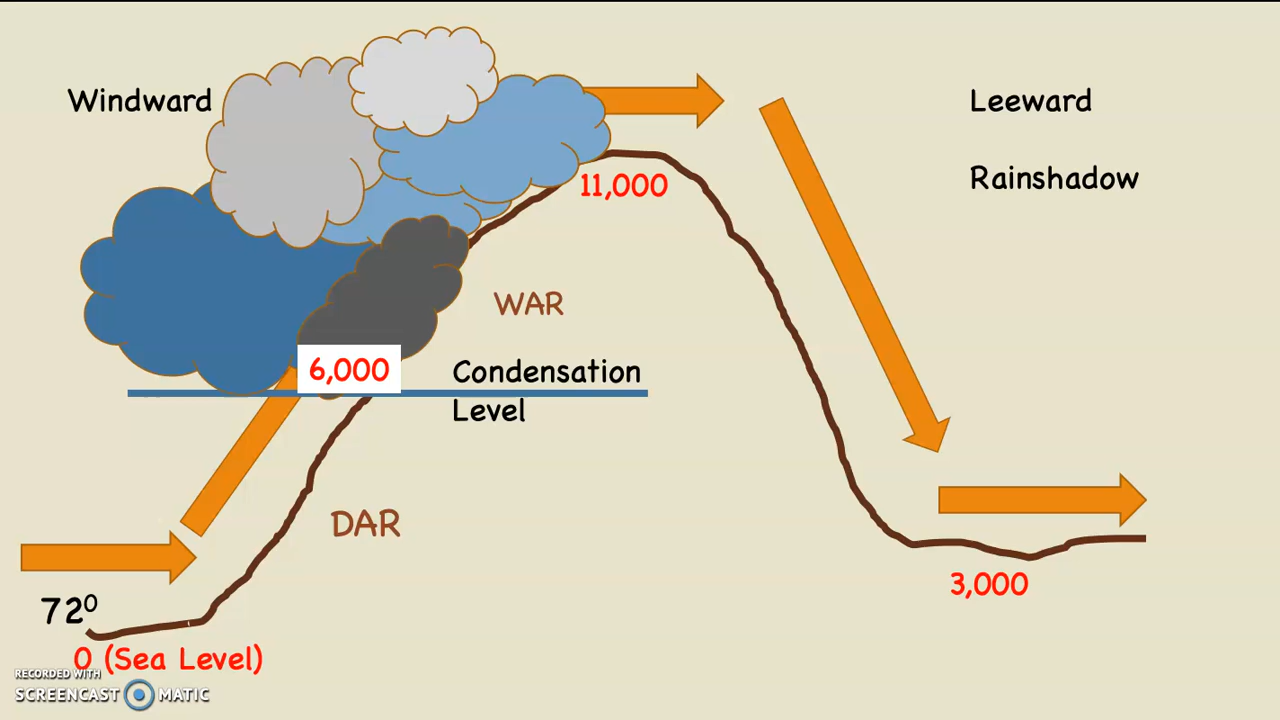 Windward
Leeward
Rainshadow
11,000
WAR
6,000
Condensation
Level
DAR
3,000
72⁰
0 (Sea Level)
RECORDED WITH
SCREENCAST MATIC